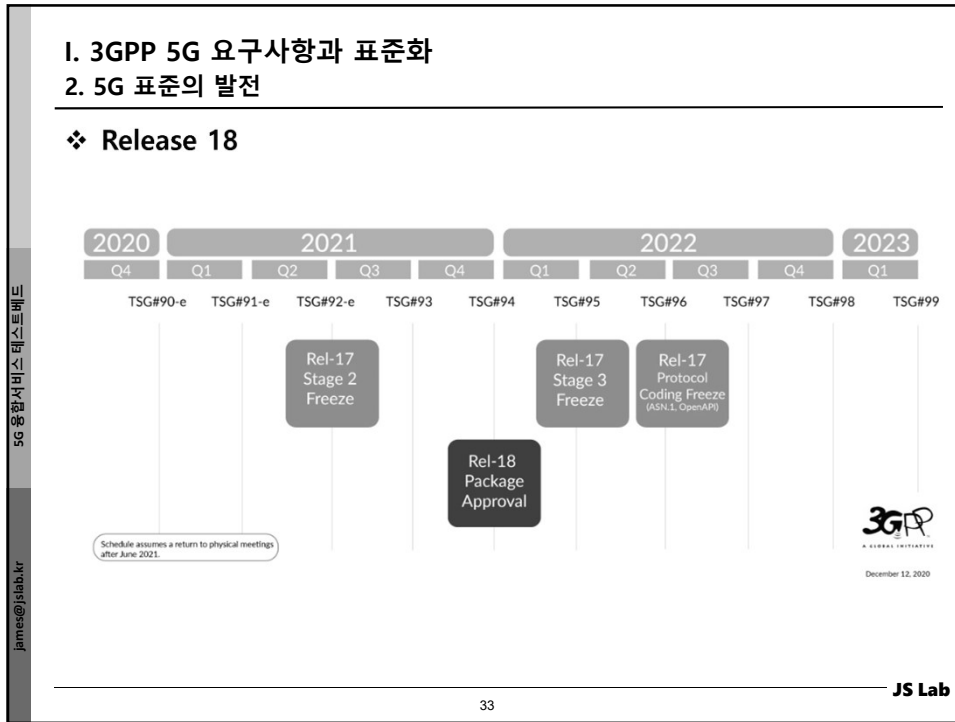 I. 3GPP 5G 요구사항과 표준화
2. 5G 표준의 발전
❖ Release 18
2020 2021 2022 2023
Q4 Q1 Q2 Q3 Q4 Q1 Q2 Q3 Q4 Q1
TSG#90-e TSG#91-e TSG#92-e TSG#93 TSG#94 TSG#95 TSG#96 TSG#97 TSG#98 TSG#99
Rel-17
Stage 2
Freeze
Rel-17
Stage 3
Freeze
Rel-17
Protocol
Coding Freeze
(ASN.1, OpenAPI)
Rel-18
Package
Approval
Schedule assumes a return to physical meetings
after June 2021.
3GPP
A GLOBAL INITIATIVE
December 12, 2020
5G 융합서비스 테스트베드
james@jslab.kr
JS Lab
33